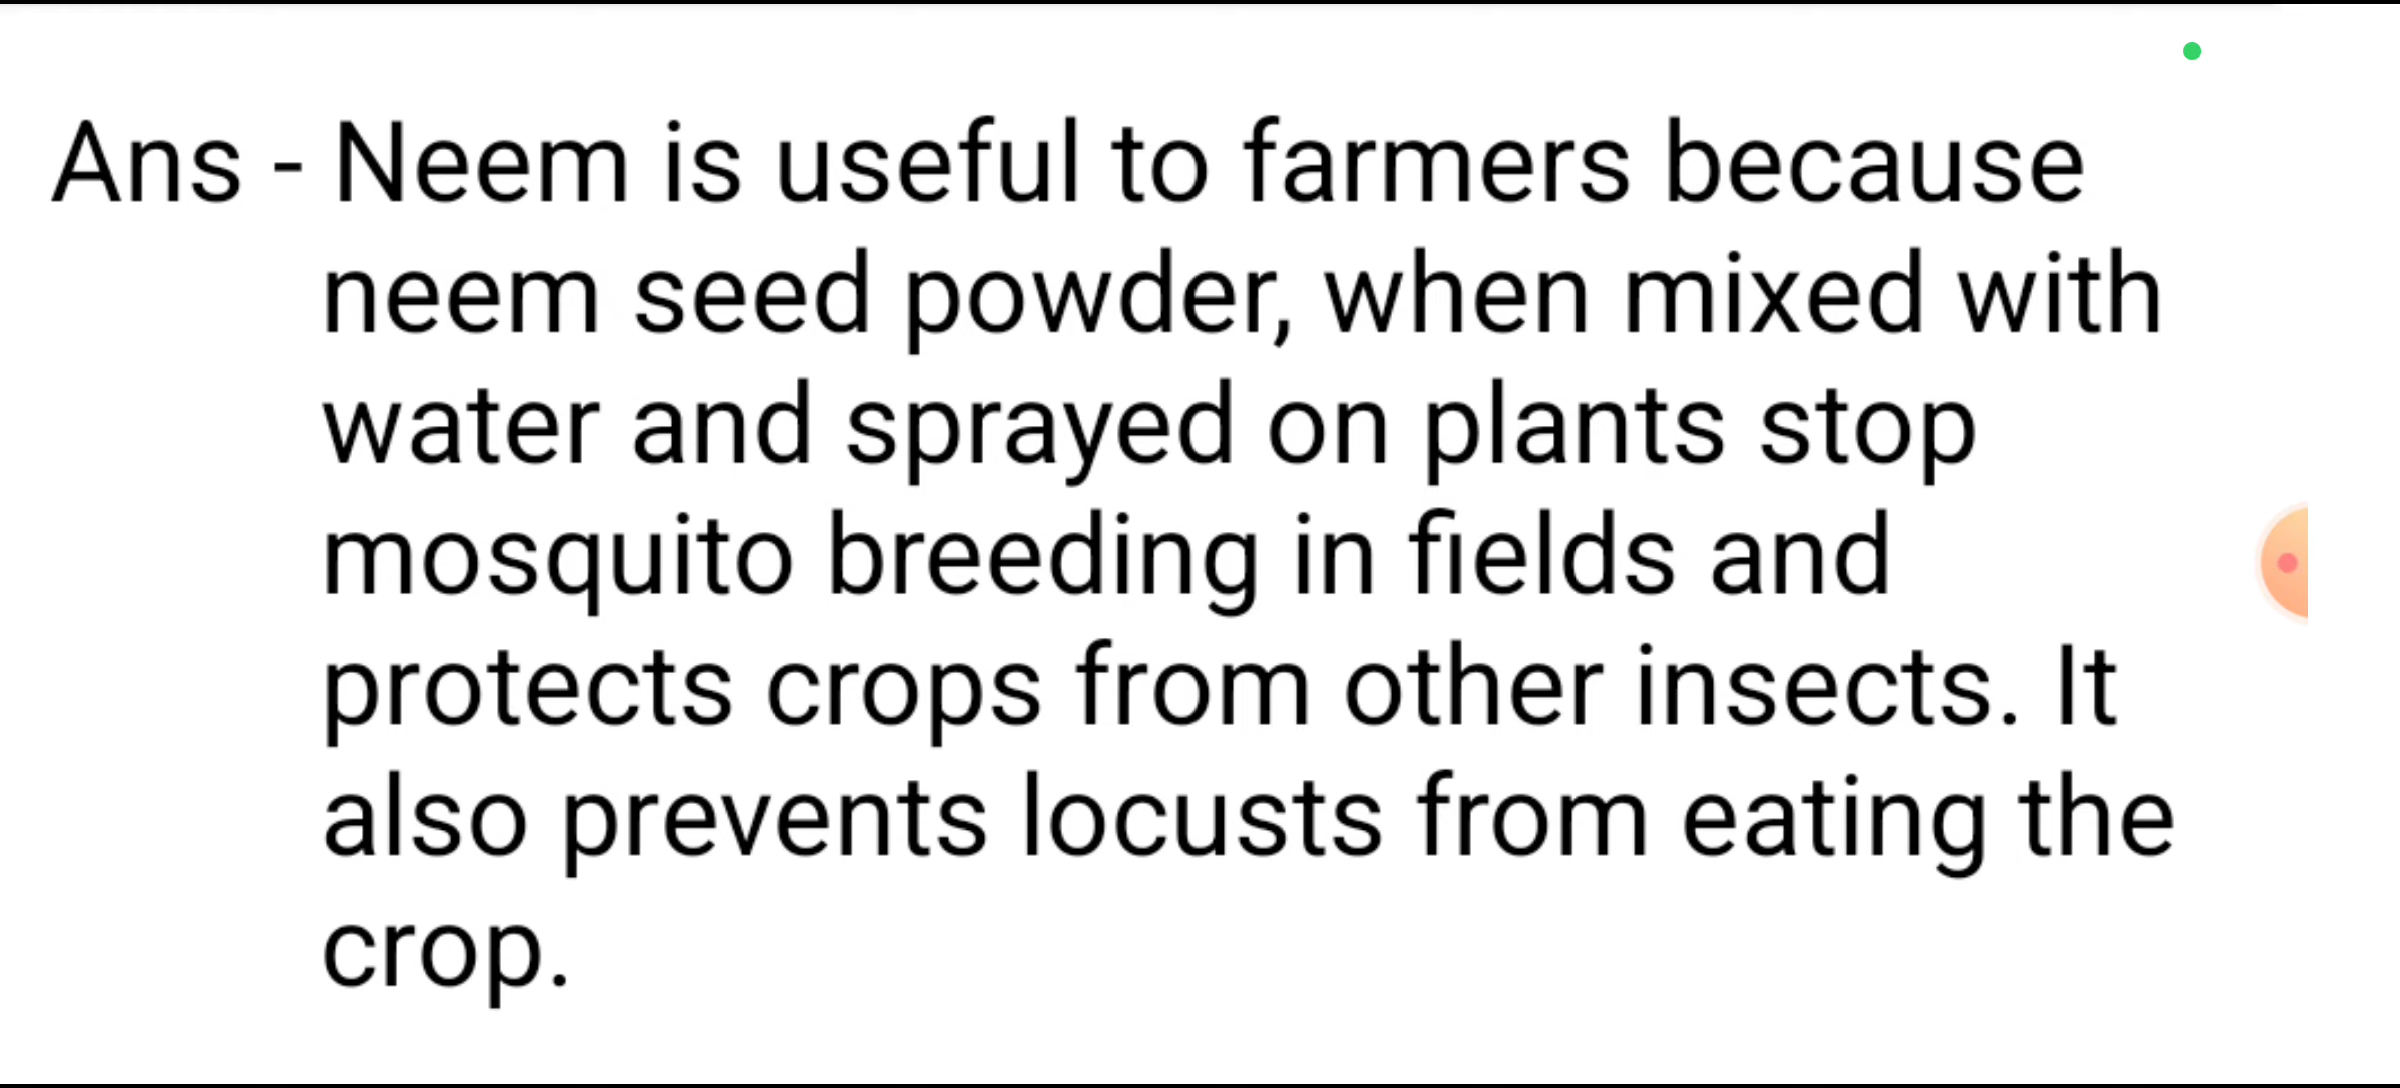 Ans - Neem is useful to farmers because
neem seed powder, when mixed with
water and sprayed on plants stop
mosquito breeding in fields and
protects crops from other insects. It
also prevents locusts from eating the
crop.